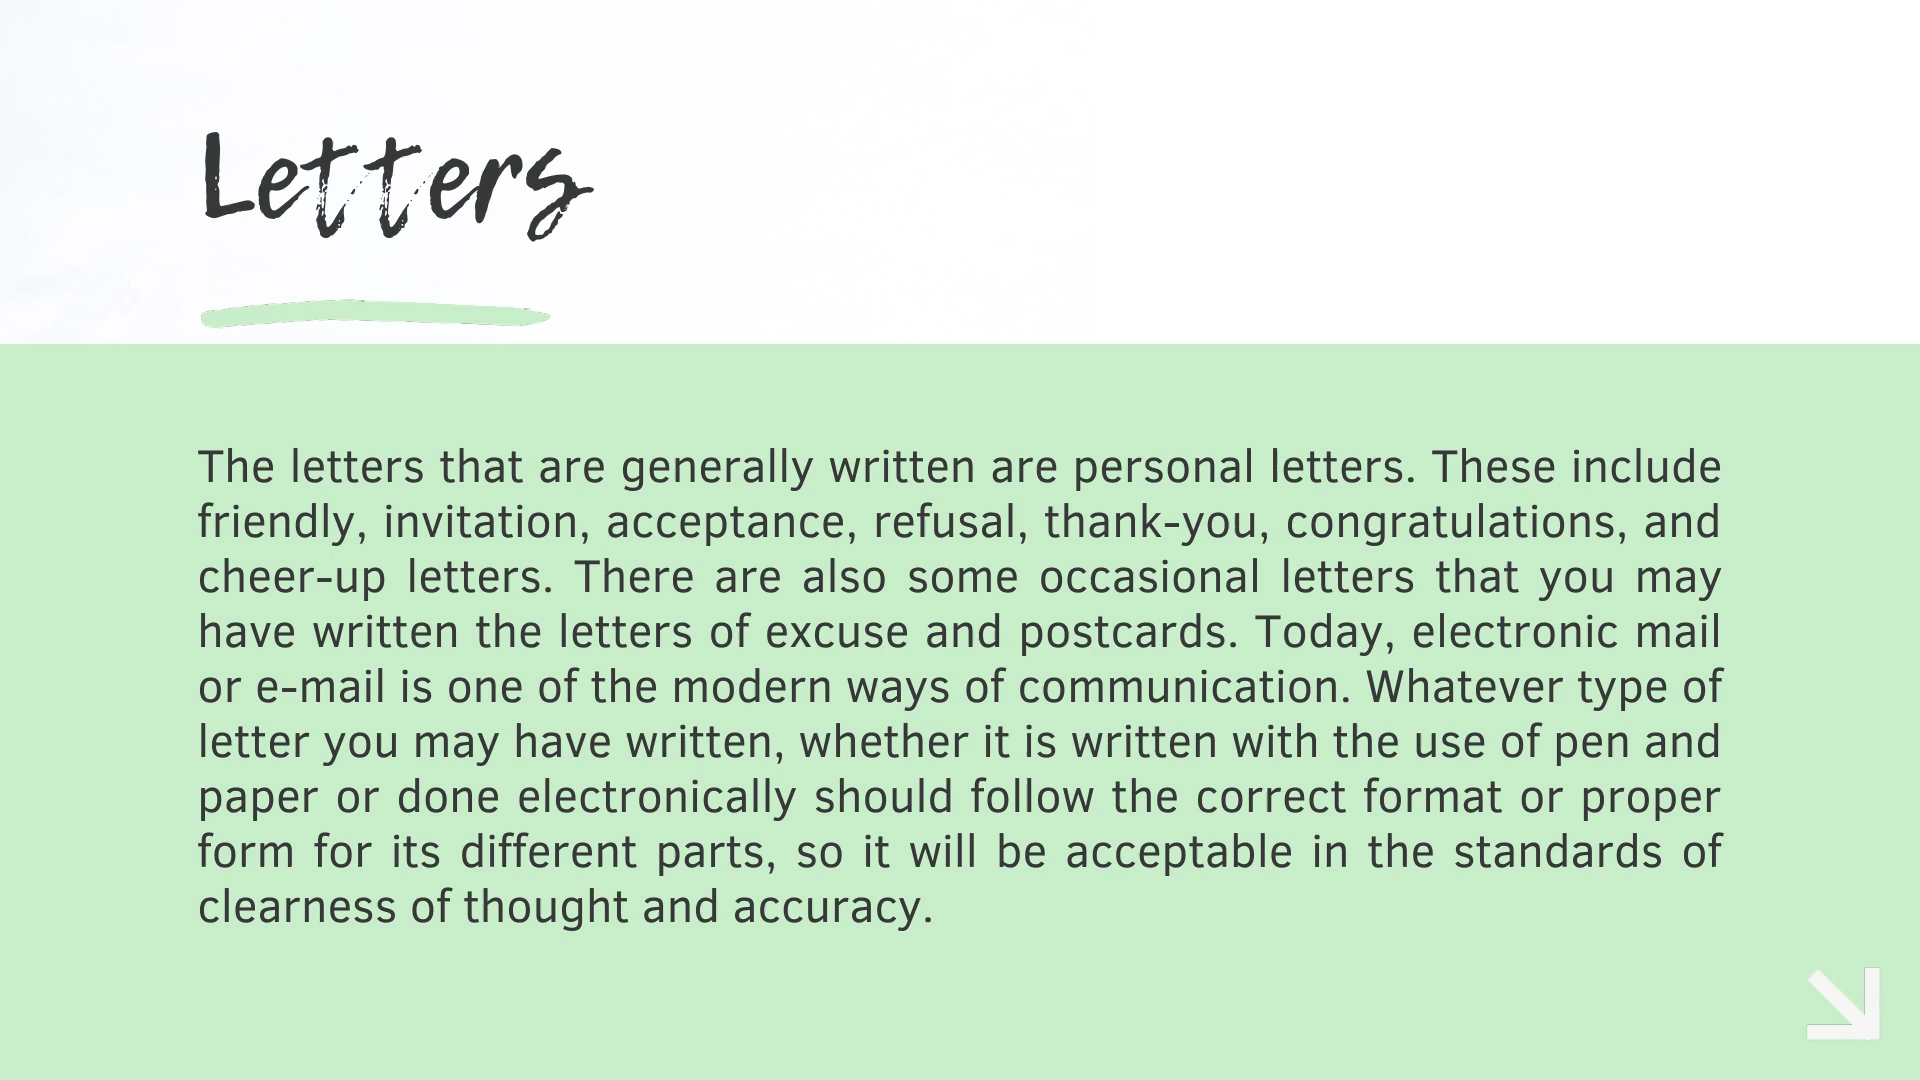 Letters
The letters that are generally written are personal letters. These include
friendly, invitation, acceptance, refusal, thank-you, congratulations, and
cheer-up letters. There are also some occasional letters that you may
have written the letters of excuse and postcards. Today, electronic mail
or e-mail is one of the modern ways of communication. Whatever type of
letter you may have written, whether it is written with the use of pen and
paper or done electronically should follow the correct format or proper
form for its different parts, so it will be acceptable in the standards of
clearness of thought and accuracy.